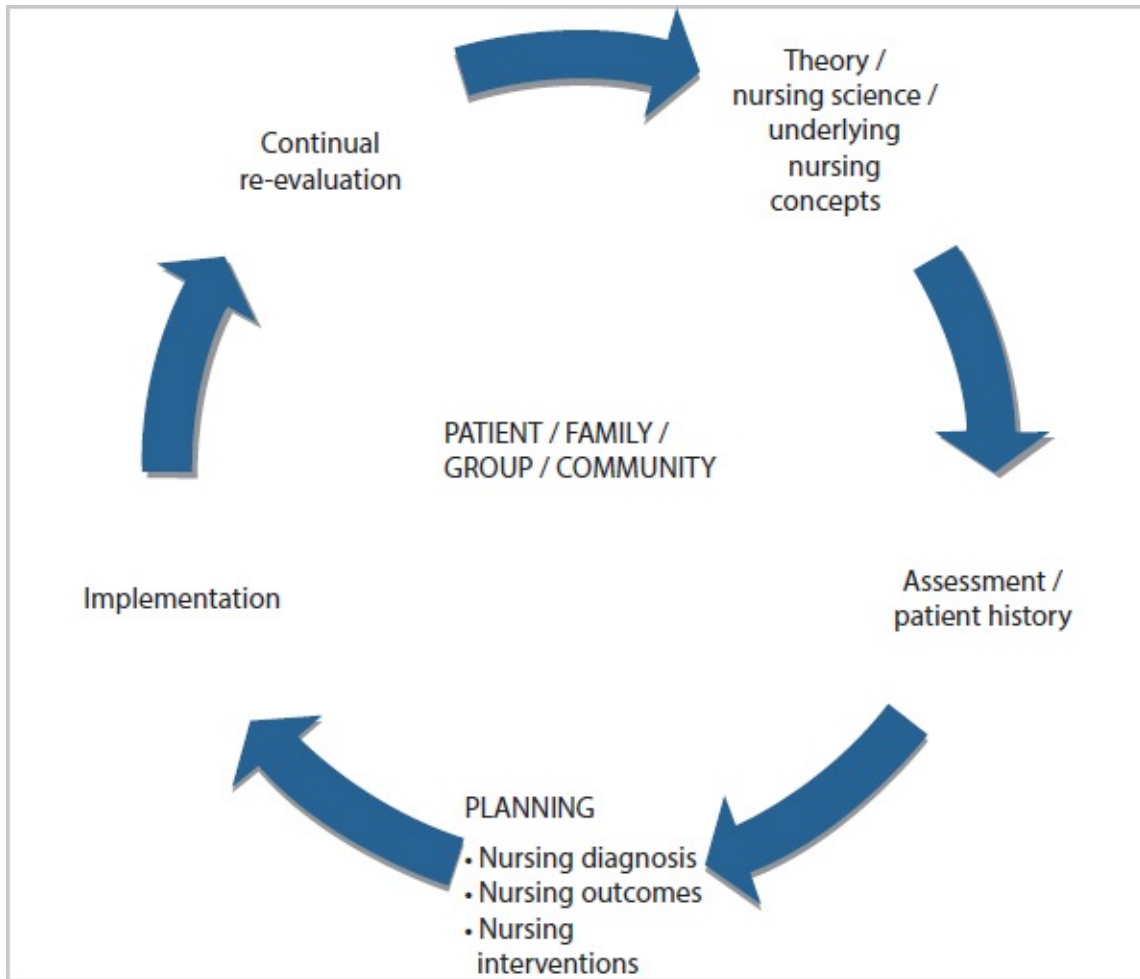 Theory /
nursing science /
underlying
nursing
concepts
Continual
re-evaluation
PATIENT / FAMILY /
GROUP / COMMUNITY
Assessment /
patient history
Implementation
PLANNING
• Nursing diagnosis
• Nursing outcomes
• Nursing
interventions